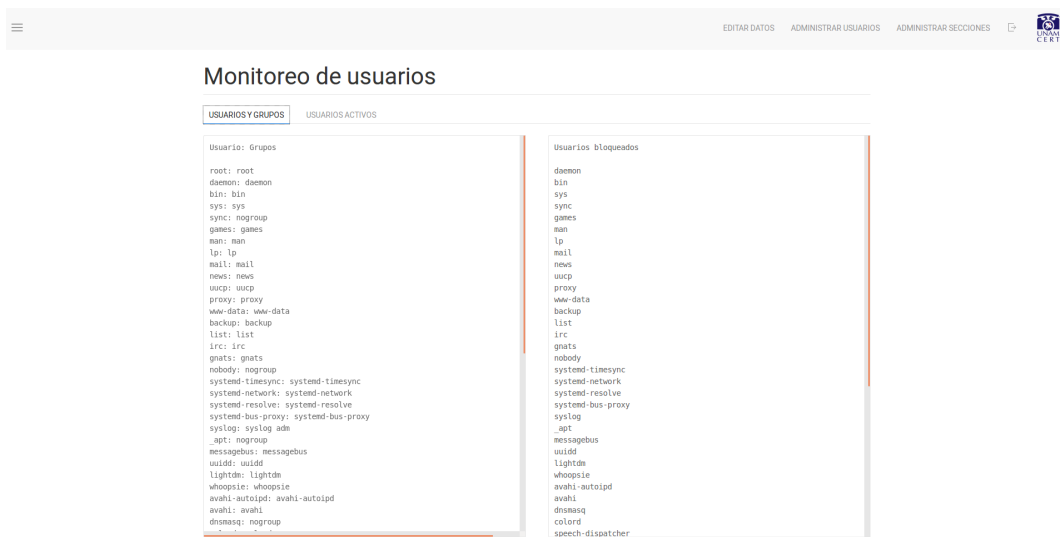 EDITAR DATOS ADMINISTRAR USUARIOS ADMINISTRAR SECCIONES
UNAM
CERT
Monitoreo de usuarios
USUARIOS Y GRUPOS USUARIOS ACTIVOS
Usuario: Grupos
root: root
daemon: daemon
bin: bin
sys: sys
sync: nogroup
games: games
man: man
lp: lp
mail: mail
news: news
uucp: uucp
proxy: proxy
www-data: www-data
backup: backup
list: list
irc: irc
gnats: gnats
nobody: nogroup
systemd-timesync: systemd-timesync
systemd-network: systemd-network
systemd-resolve: systemd-resolve
systemd-bus-proxy: systemd-bus-proxy
syslog: syslog adm
_apt: nogroup
messagebus: messagebus
uuidd: uuidd
lightdm: lightdm
whoopsie: whoopsie
avahi-autoipd: avahi-autoipd
avahi: avahi
dnsmasq: nogroup
Usuarios bloqueados
daemon
bin
sys
sync
games
man
lp
mail
news
uucp
proxy
www-data
backup
list
irc
gnats
nobody
systemd-timesync
systemd-network
systemd-resolve
systemd-bus-proxy
syslog
_apt
messagebus
uuidd
lightdm
whoopsie
avahi-autoipd
avahi
dnsmasq
colord
speech-dispatcher